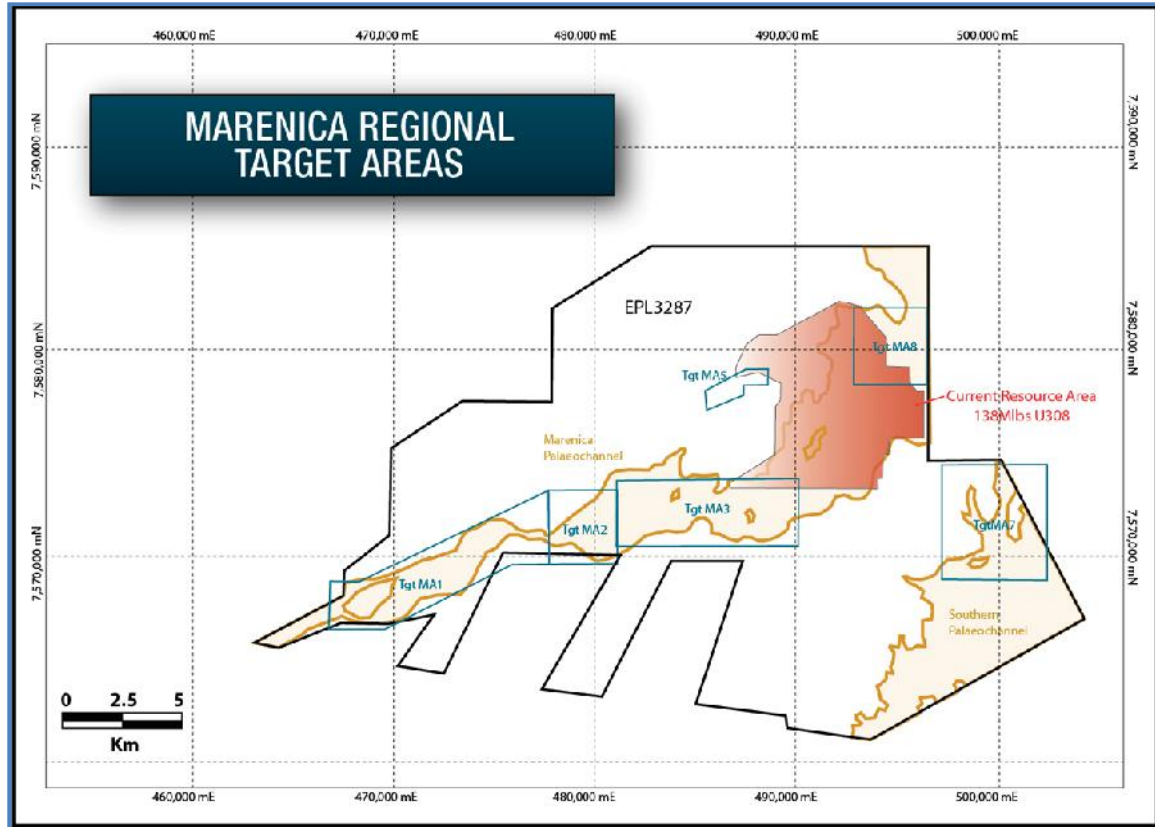 460,000 mE 470,000 mE 480,000 mE 490,000 mE 500,000 mE
MARENICA REGIONAL
TARGET AREAS
7,590,000 mN
7,390,000 mN
EPL3287
7,580,000 mN
7,580,000 mN
Tgt MA8
Tgt MA5
Current Resource Area
138Mlbs U308
Marenica
Palaeochannel
Tgt MA3
Tgt MA2
TgtMA7
7,570,000 mN
7,570,000 mN
Tgt MA1
Southern
Palaeochannel
0 2.5 5
Km
460,000 mE 470,000 mE 480,000 mE 490,000 mE 500,000 mE